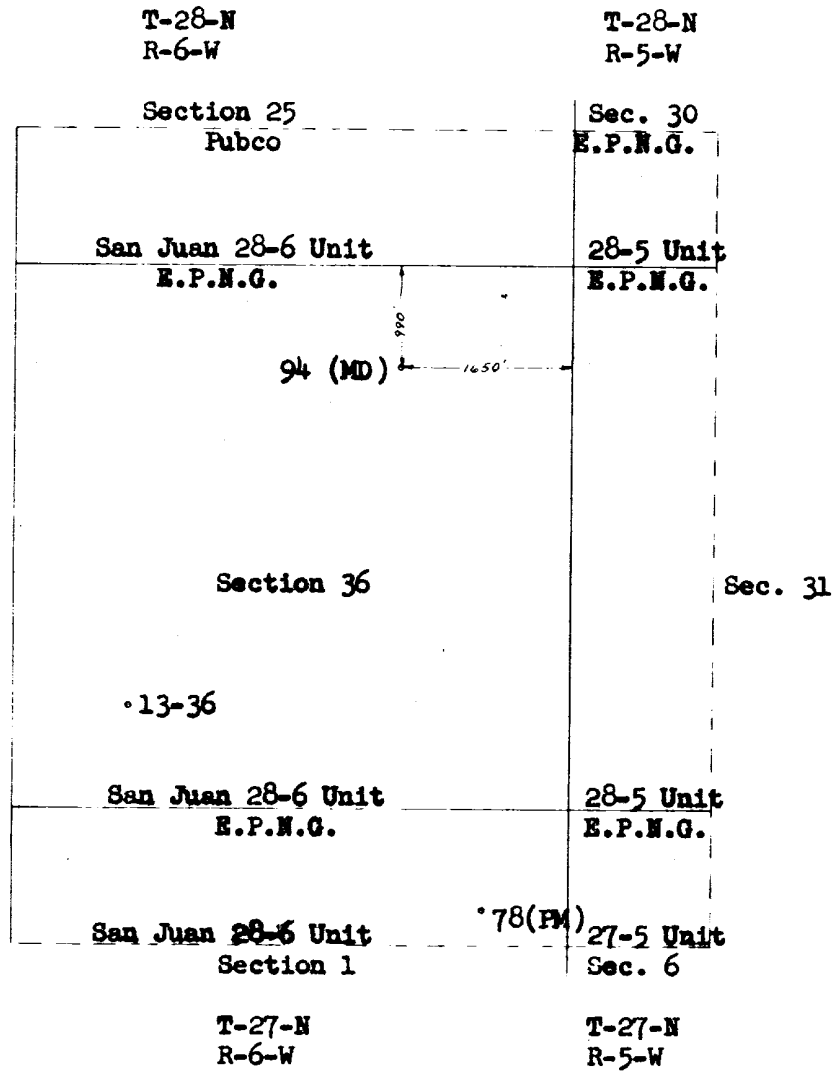 T-28-N T-28-N
R-6-W R-5-W
Section 25 Sec. 30
Pubco E.P.N.G.
San Juan 28-6 Unit 28-5 Unit
E.P.N.G. E.P.N.G.
990'
94 (MD) 1650'
Section 36 Sec. 31
13-36
San Juan 28-6 Unit 28-5 Unit
E.P.N.G. E.P.N.G.
78(PM)
San Juan 28-6 Unit 27-5 Unit
Section 1 Sec. 6
T-27-N T-27-N
R-6-W R-5-W